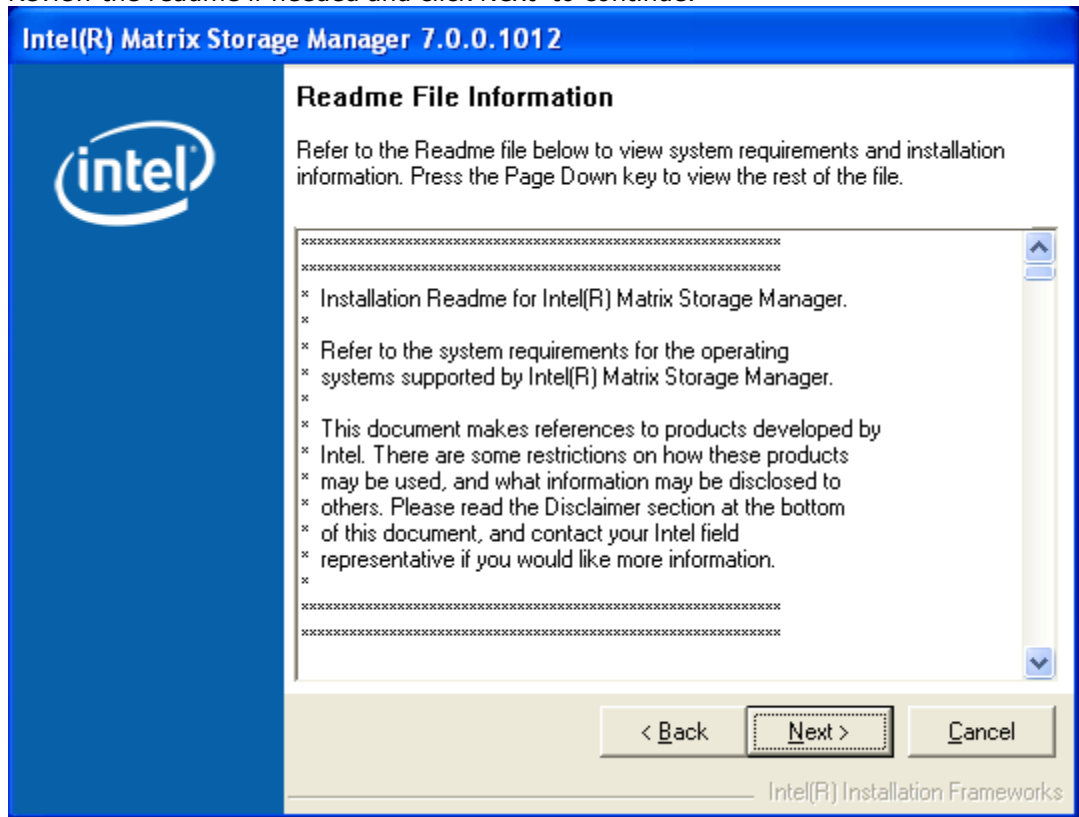 Review the readme if needed and click Next to continue.
Intel(R) Matrix Storage Manager 7.0.0.1012
intel
Readme File Information
Refer to the Readme file below to view system requirements and installation
information. Press the Page Down key to view the rest of the file.
************************************************************
************************************************************
* Installation Readme for Intel(R) Matrix Storage Manager.
*
* Refer to the system requirements for the operating
* systems supported by Intel(R) Matrix Storage Manager.
*
* This document makes references to products developed by
* Intel. There are some restrictions on how these products
* may be used, and what information may be disclosed to
* others. Please read the Disclaimer section at the bottom
* of this document, and contact your Intel field
* representative if you would like more information.
*
************************************************************
************************************************************
< Back
Next >
Cancel
Intel(R) Installation Frameworks